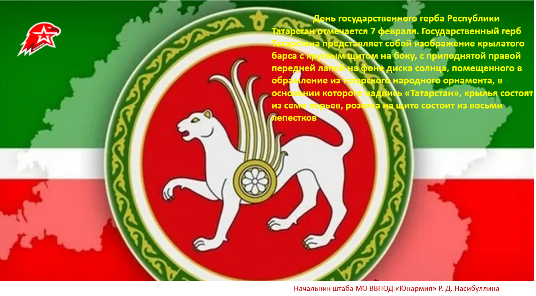 День государственного герба Республики
Татарстан отмечается 7 февраля. Государственный герб
Татарстана представляет собой изображение крылатого
барса с круглым щитом на боку, с приподнятой правой
передней лапой на фоне диска солнца, помещенного в
обрамление из татарского народного орнамента, в
основании которого надпись «Татарстан», крылья состоят
из семи перьев, розетка на щите состоит из восьми
лепестков
Начальник штаба МО ВВПОД «Юнармия» Р. Д. Насибуллина